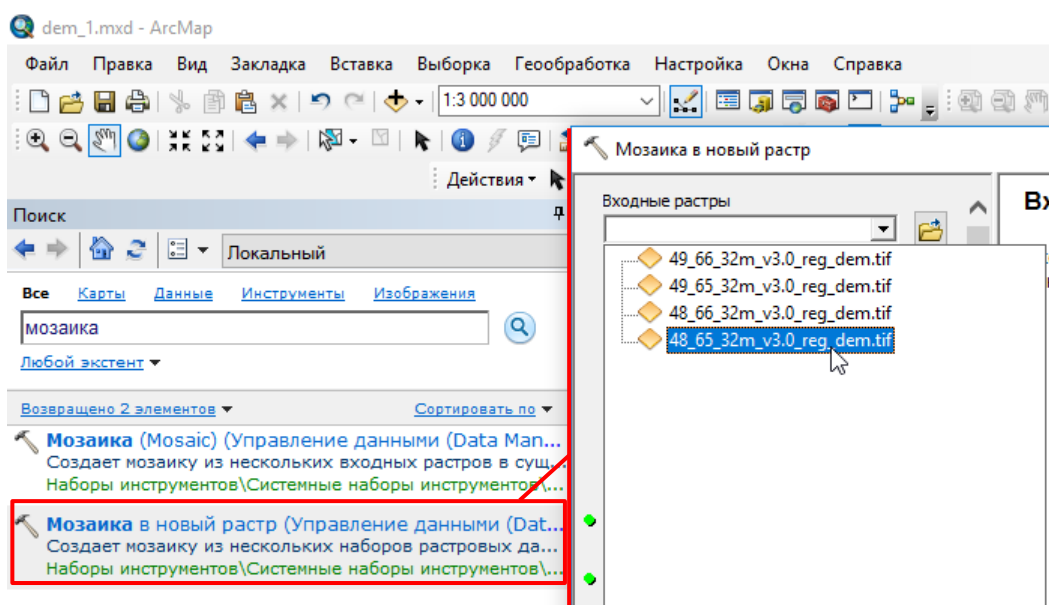 dem_1.mxd - ArcMap
Файл Правка Вид Закладка Вставка Выборка Геообработка Настройка Окна Справка
1:3 000 000
Действия
Поиск
Локальный
Все Карты Данные Инструменты Изображения
мозаика
Любой экстент
Возвращено 2 элементов Сортировать по
Мозаика (Mosaic) (Управление данными (Data Man...
Создает мозаику из нескольких входных растров в сущ...
Наборы инструментов\Системные наборы инструментов\...
Мозаика в новый растр (Управление данными (Dat...
Создает мозаику из нескольких наборов растровых да...
Наборы инструментов\Системные наборы инструментов\...
Мозаика в новый растр
Входные растры
49_66_32m_v3.0_reg_dem.tif
49_65_32m_v3.0_reg_dem.tif
48_66_32m_v3.0_reg_dem.tif
48_65_32m_v3.0_reg_dem.tif